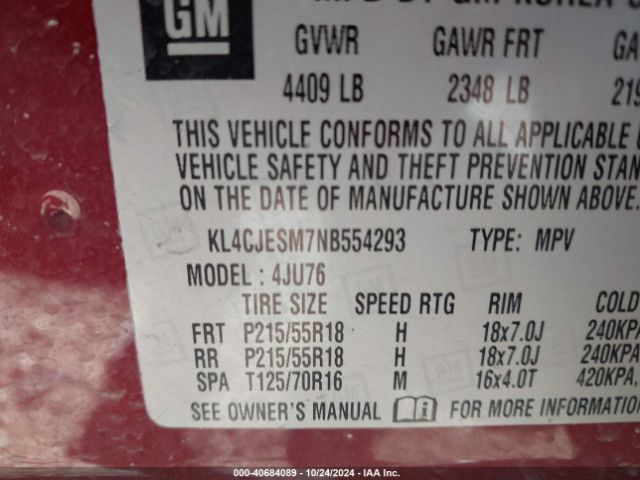 GM
GVWR GAWR FRT
4409 LB 2348 LB
THIS VEHICLE CONFORMS TO ALL APPLICABLE
VEHICLE SAFETY AND THEFT PREVENTION
ON THE DATE OF MANUFACTURE SHOWN ABOVE.
KL4CJESM7NB554293 TYPE: MPV
MODEL: 4JU76
TIRE SIZE SPEED RTG RIM COLD
FRT P215/55R18 H 18x7.0J 240KPA
RR P215/55R18 H 18x7.0J 240KPA
SPA T125/70R16 M 16x4.0T 420KPA,
SEE OWNER'S MANUAL i FOR MORE INFORMATION
000-40684089 | 10/24/2024 | IAA Inc.